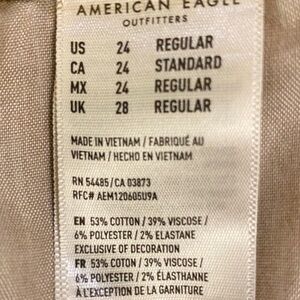 AMERICAN EAGLE
OUTFITTERS
US 24 REGULAR
CA 24 STANDARD
MX 24 REGULAR
UK 28 REGULAR
MADE IN VIETNAM / FABRIQUÉ AU
VIETNAM / HECHO EN VIETNAM
RN 54485 / CA 03873
RFC# AEM120605U9A
EN 53% COTTON / 39% VISCOSE /
6% POLYESTER / 2% ELASTANE
EXCLUSIVE OF DECORATION
FR 53% COTON / 39% VISCOSE /
6% POLYESTER / 2% ÉLASTHANNE
À L'EXCEPTION DE LA GARNITURE